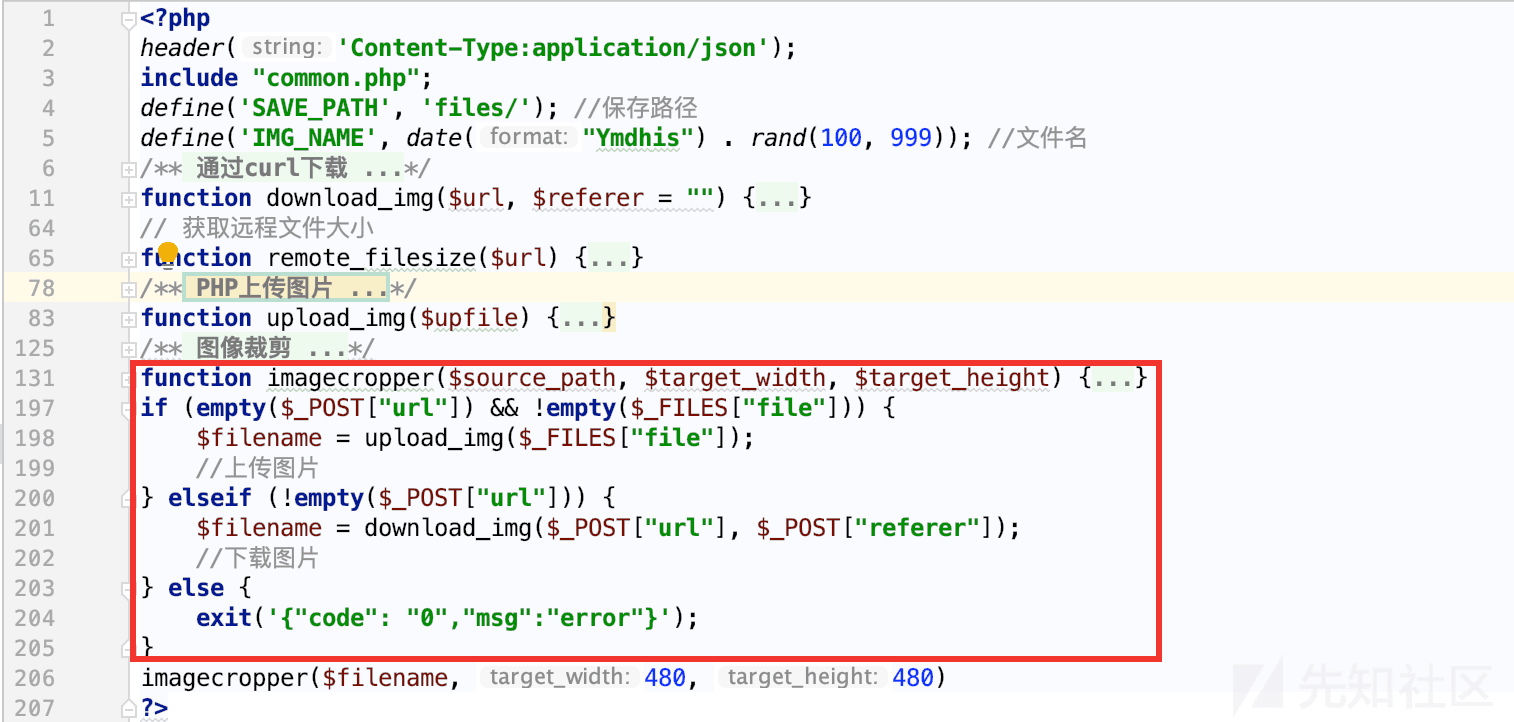 1 <?php
2 header( string: 'Content-Type:application/json');
3 include "common.php";
4 define('SAVE_PATH', 'files/'); //保存路径
5 define('IMG_NAME', date( format: "Ymdhis") . rand(100, 999)); //文件名
6 /** 通过curl下载 ...*/
11 function download_img($url, $referer = "") {...}
64 // 获取远程文件大小
65 function remote_filesize($url) {...}
78 /** PHP上传图片 ...*/
83 function upload_img($upfile) {...}
125 /** 图像裁剪 ...*/
131 function imagecropper($source_path, $target_width, $target_height) {...}
197 if (empty($_POST["url"]) && !empty($_FILES["file"])) {
198 $filename = upload_img($_FILES["file"]);
199 //上传图片
200 } elseif (!empty($_POST["url"])) {
201 $filename = download_img($_POST["url"], $_POST["referer"]);
202 //下载图片
203 } else {
204 exit('{"code": "0","msg":"error"}');
205 }
206 imagecropper($filename, target_width: 480, target_height: 480)
207 ?>
先知社区